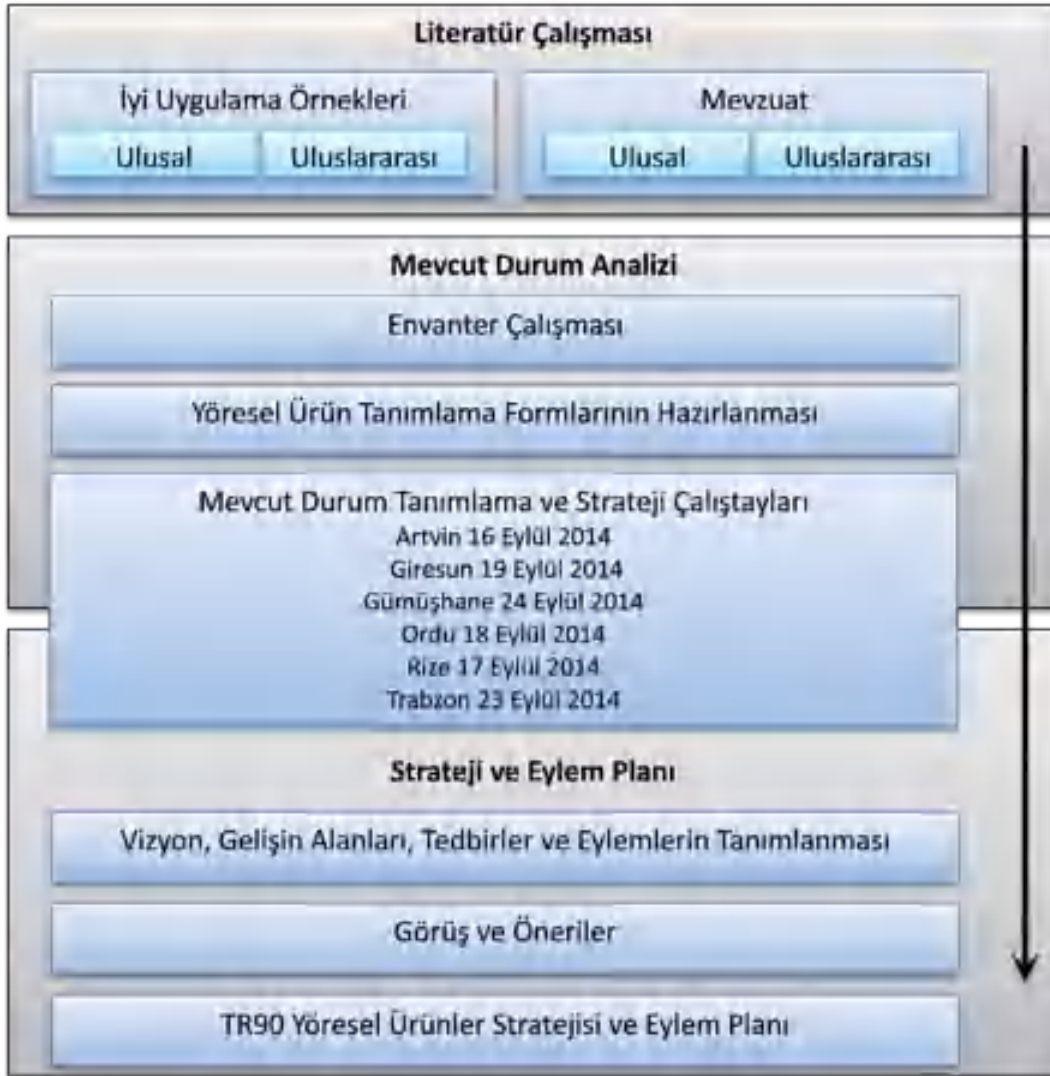 Literatür Çalışması
İyi Uygulama Örnekleri
Mevzuat
Ulusal
Uluslararası
Ulusal
Uluslararası
Mevcut Durum Analizi
Envanter Çalışması
Yöresel Ürün Tanımlama Formlarının Hazırlanması
Mevcut Durum Tanımlama ve Strateji Çalıştayları
Artvin 16 Eylül 2014
Giresun 19 Eylül 2014
Gümüşhane 24 Eylül 2014
Ordu 18 Eylül 2014
Rize 17 Eylül 2014
Trabzon 23 Eylül 2014
Strateji ve Eylem Planı
Vizyon, Gelişin Alanları, Tedbirler ve Eylemlerin Tanımlanması
Görüş ve Öneriler
TR90 Yöresel Ürünler Stratejisi ve Eylem Planı